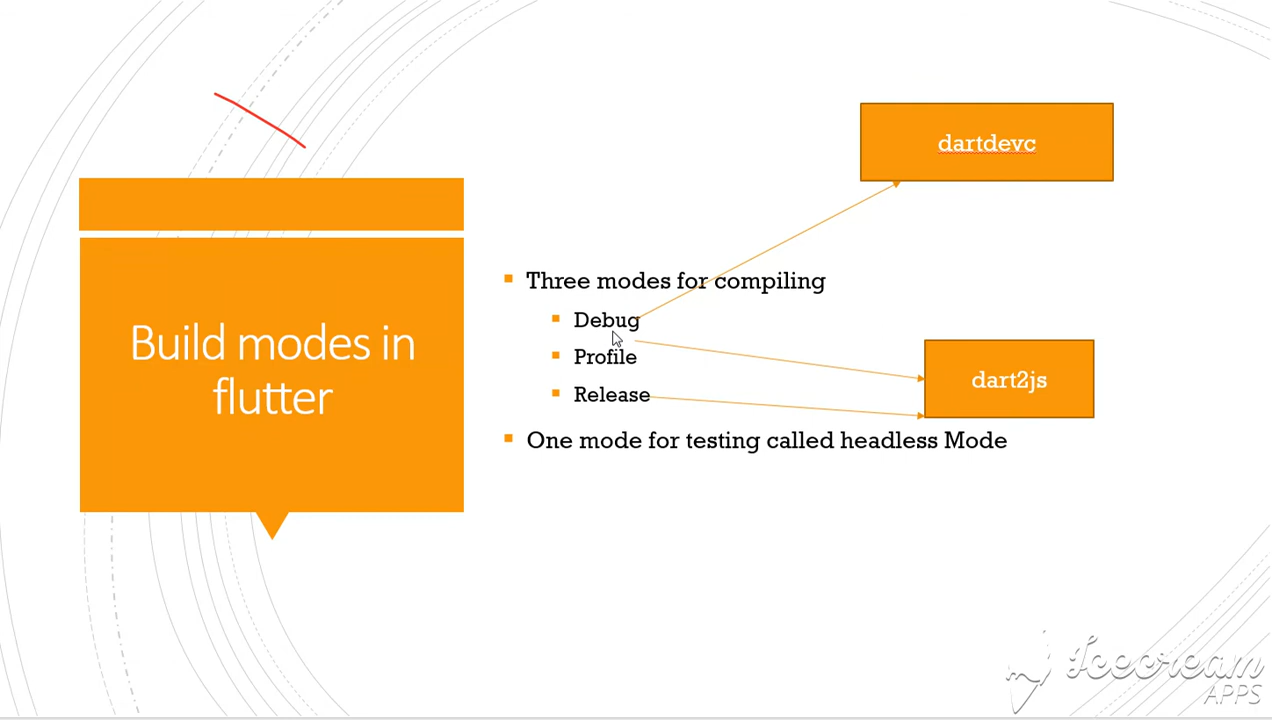 dartdevc
Build modes in
flutter
Three modes for compiling
Debug
Profile
Release
dart2js
One mode for testing called headless Mode
Icecream
APPS